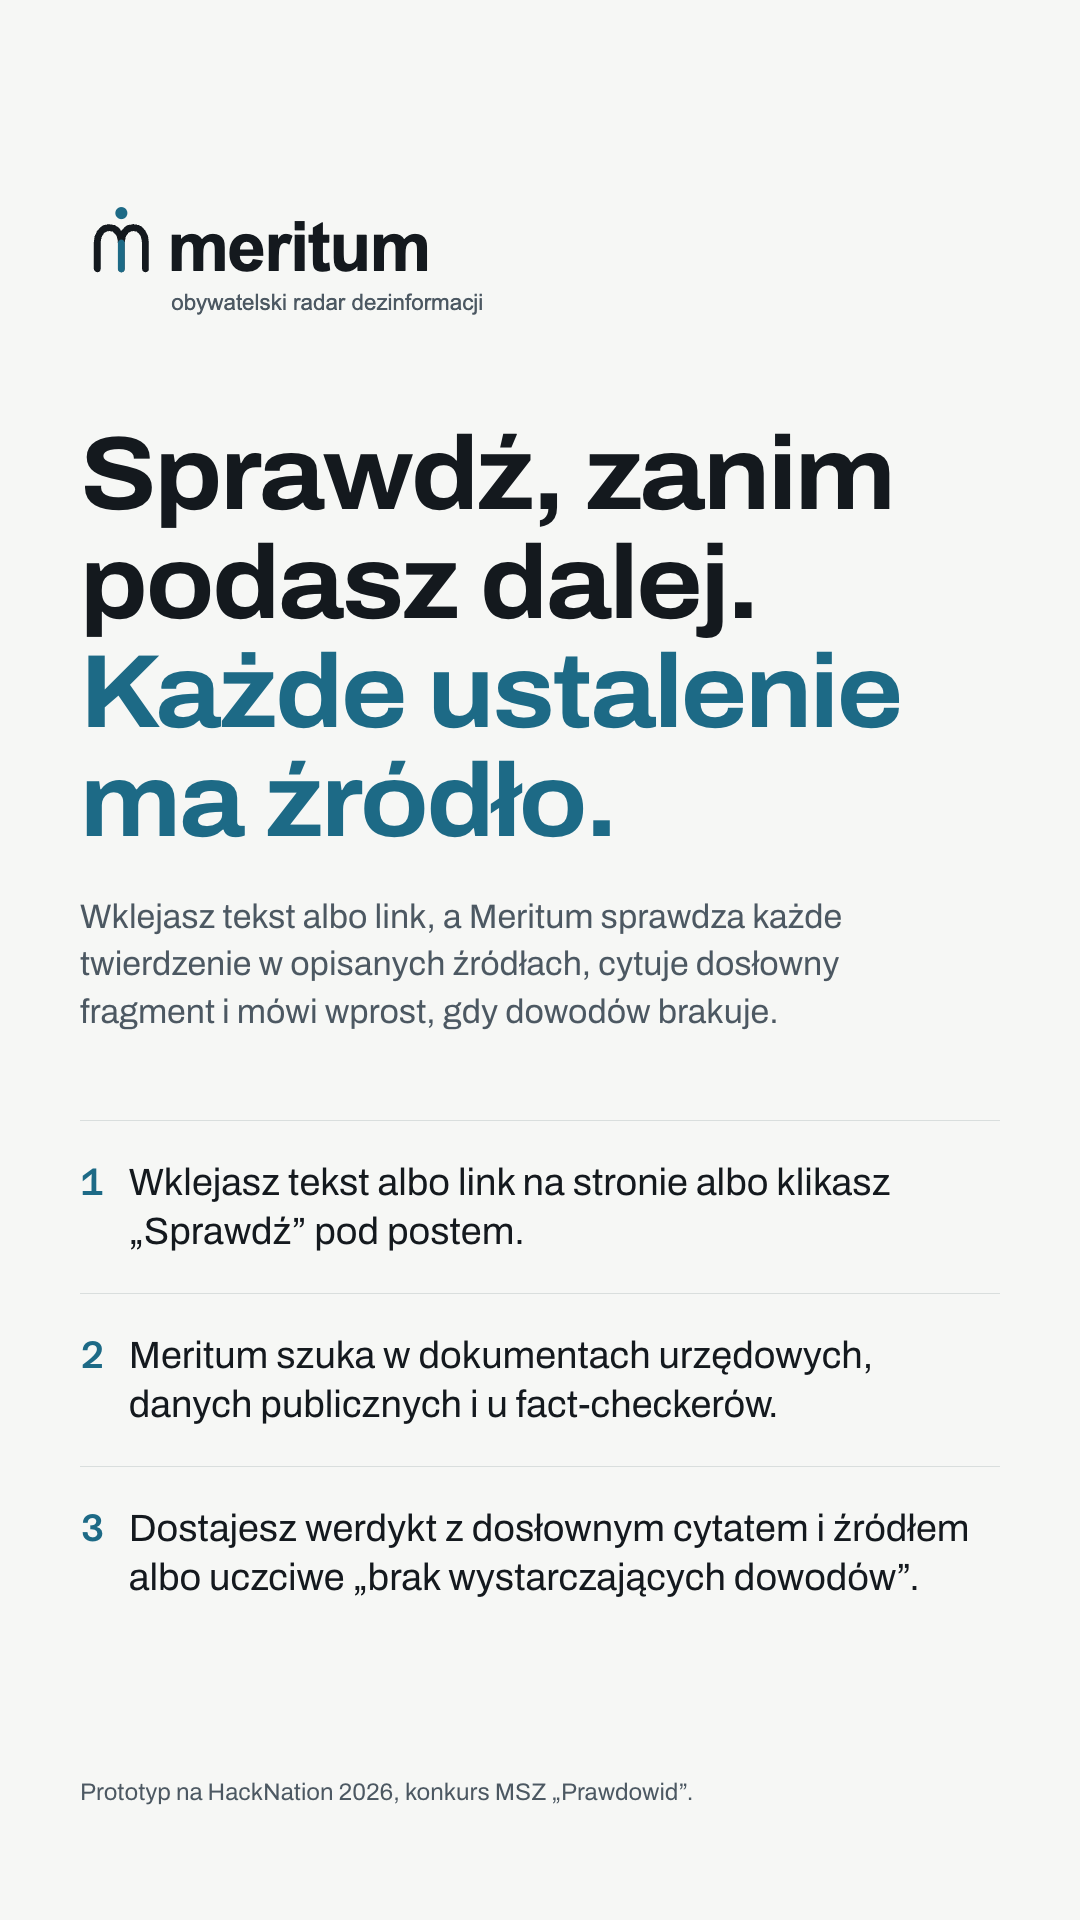 meritum
obywatelski radar dezinformacji
Sprawdź, zanim
podasz dalej.
Każde ustalenie
ma źródło.
Wklejasz tekst albo link, a Meritum sprawdza każde
twierdzenie w opisanych źródłach, cytuje dosłowny
fragment i mówi wprost, gdy dowodów brakuje.
1 Wklejasz tekst albo link na stronie albo klikasz
„Sprawdź” pod postem.
2 Meritum szuka w dokumentach urzędowych,
danych publicznych i u fact-checkerów.
3 Dostajesz werdykt z dosłownym cytatem i źródłem
albo uczciwe „brak wystarczających dowodów”.
Prototyp na HackNation 2026, konkurs MSZ „Prawdowid”.